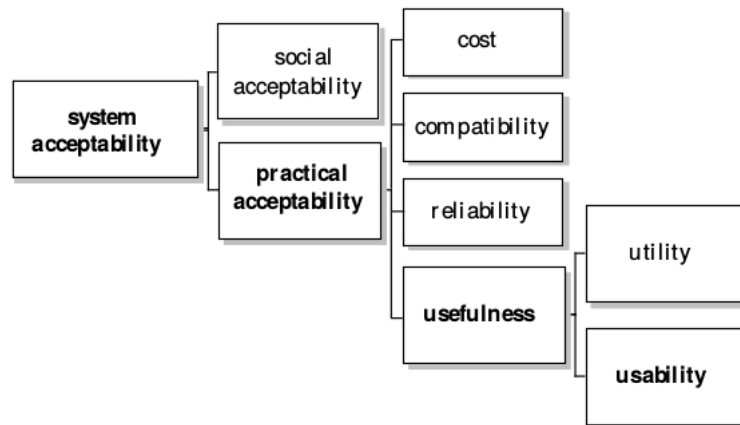 system
acceptability
social
acceptability
practical
acceptability
cost
compatibility
reliability
usefulness
utility
usability